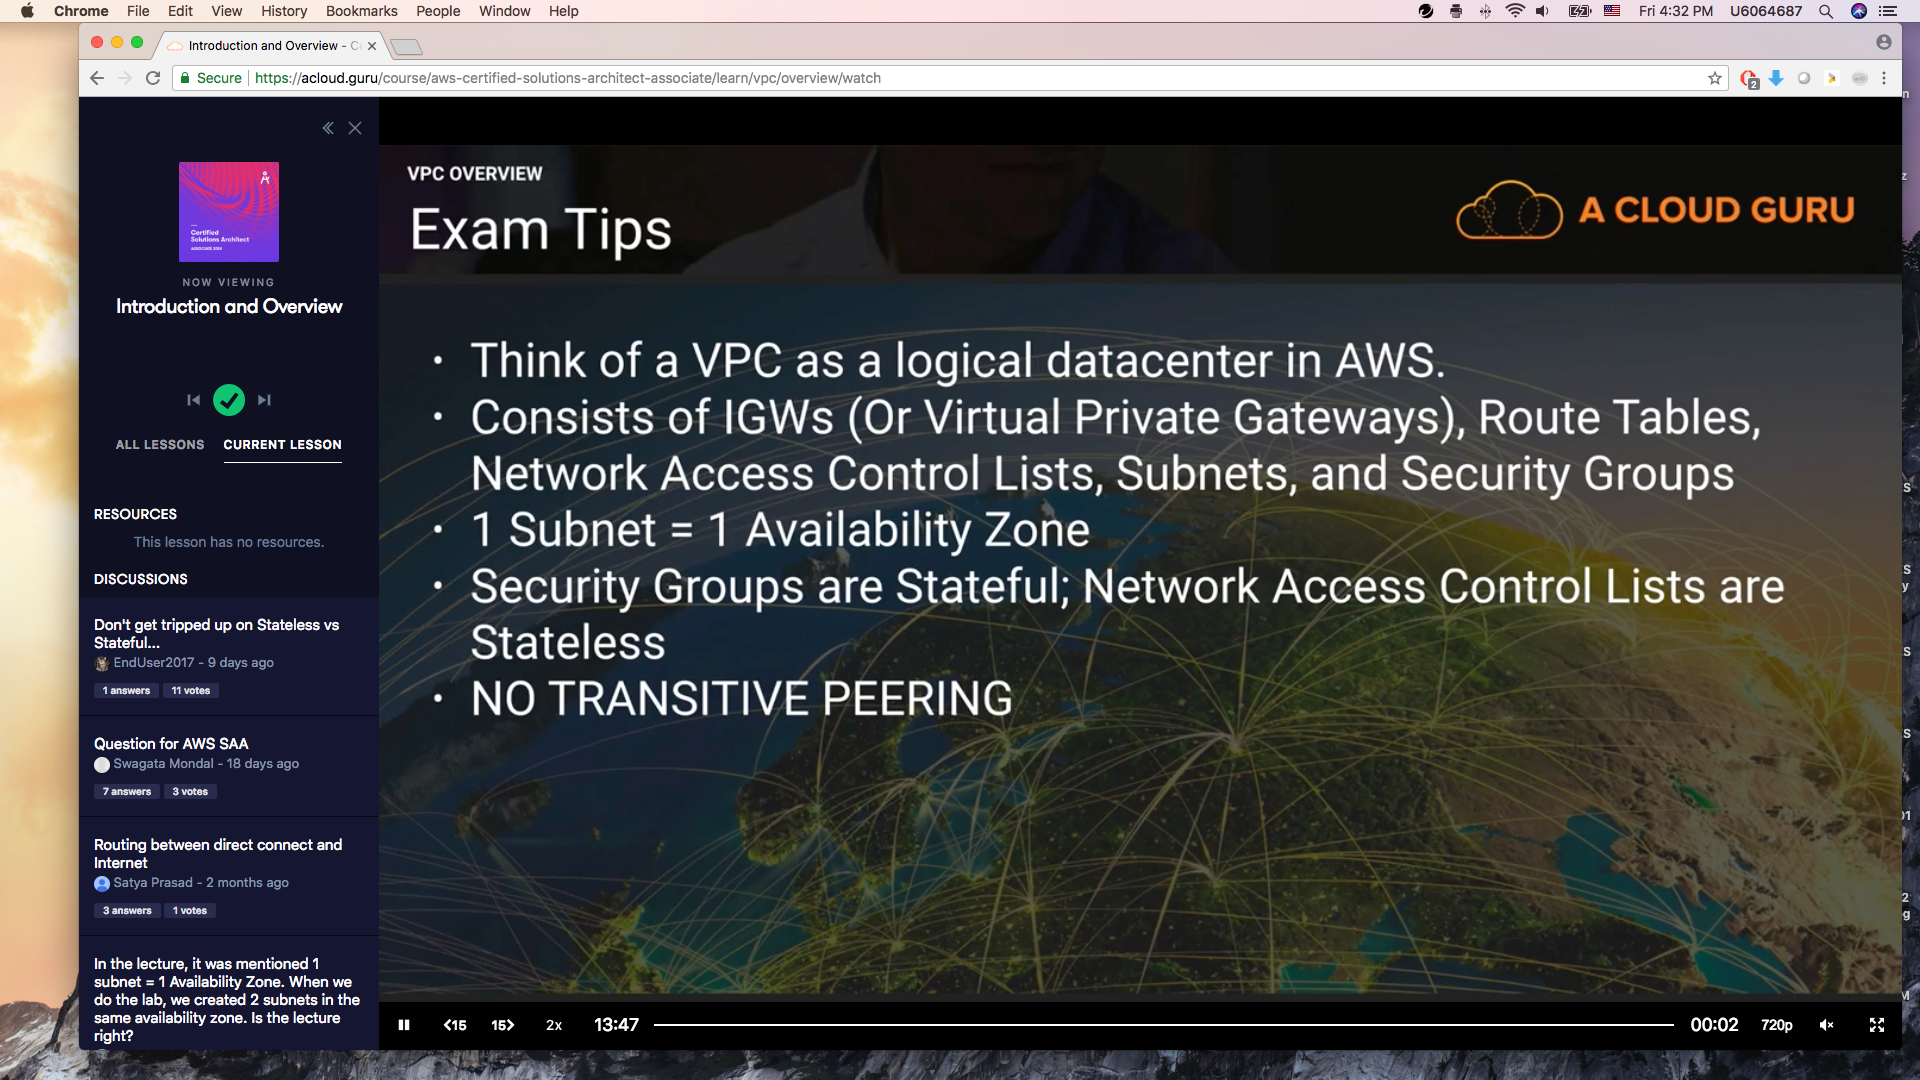 Chrome File Edit View History Bookmarks People Window Help
Fri 4:32 PM U6064687
Introduction and Overview - C
Secure https://acloud.guru/course/aws-certified-solutions-architect-associate/learn/vpc/overview/watch
2
Certified
Solutions Architect
NOW VIEWING
Introduction and Overview
ALL LESSONS CURRENT LESSON
RESOURCES
This lesson has no resources.
DISCUSSIONS
Don't get tripped up on Stateless vs
Stateful...
EndUser2017 - 9 days ago
1 answers 11 votes
Question for AWS SAA
Swagata Mondal - 18 days ago
7 answers 3 votes
Routing between direct connect and
Internet
Satya Prasad - 2 months ago
3 answers 1 votes
In the lecture, it was mentioned 1
subnet = 1 Availability Zone. When we
do the lab, we created 2 subnets in the
same availability zone. Is the lecture
right?
VPC OVERVIEW
Exam Tips
A CLOUD GURU
• Think of a VPC as a logical datacenter in AWS.
• Consists of IGWs (Or Virtual Private Gateways), Route Tables,
Network Access Control Lists, Subnets, and Security Groups
• 1 Subnet = 1 Availability Zone
• Security Groups are Stateful; Network Access Control Lists are
Stateless
• NO TRANSITIVE PEERING
<15 15> 2x 13:47 00:02 720p